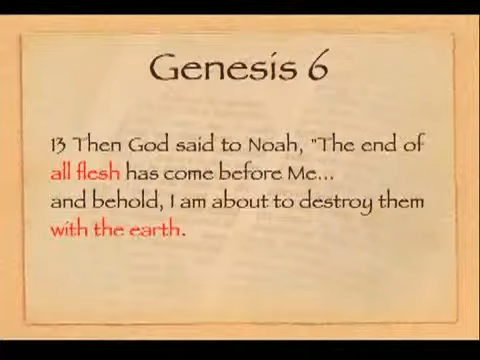 Genesis 6
13 Then God said to Noah, "The end of
all flesh has come before Me...
and behold, I am about to destroy them
with the earth.